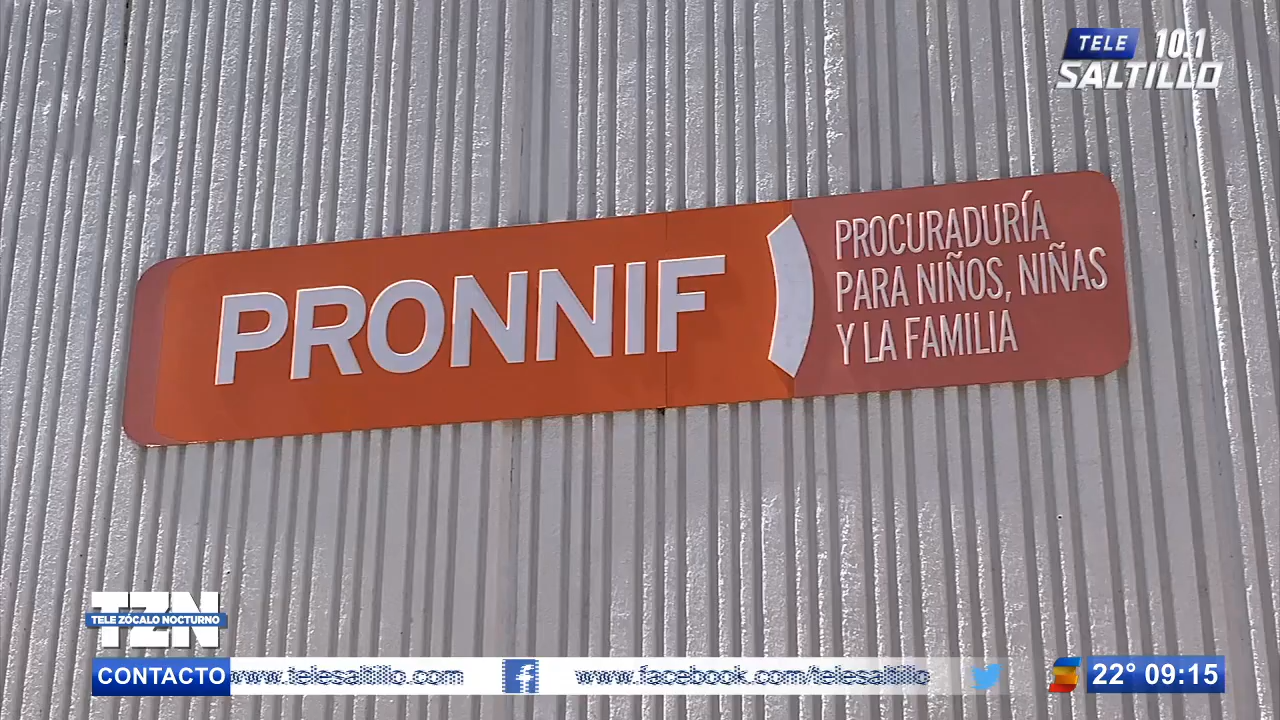 TELE 10.1
SALTILLO
PRONNIF
PROCURADURÍA
PARA NIÑOS, NIÑAS
Y LA FAMILIA
TZN
TELE ZÓCALO NOCTURNO
CONTACTO www.telesaltillo.com www.facebook.com/telesaltillo 22° 09:15